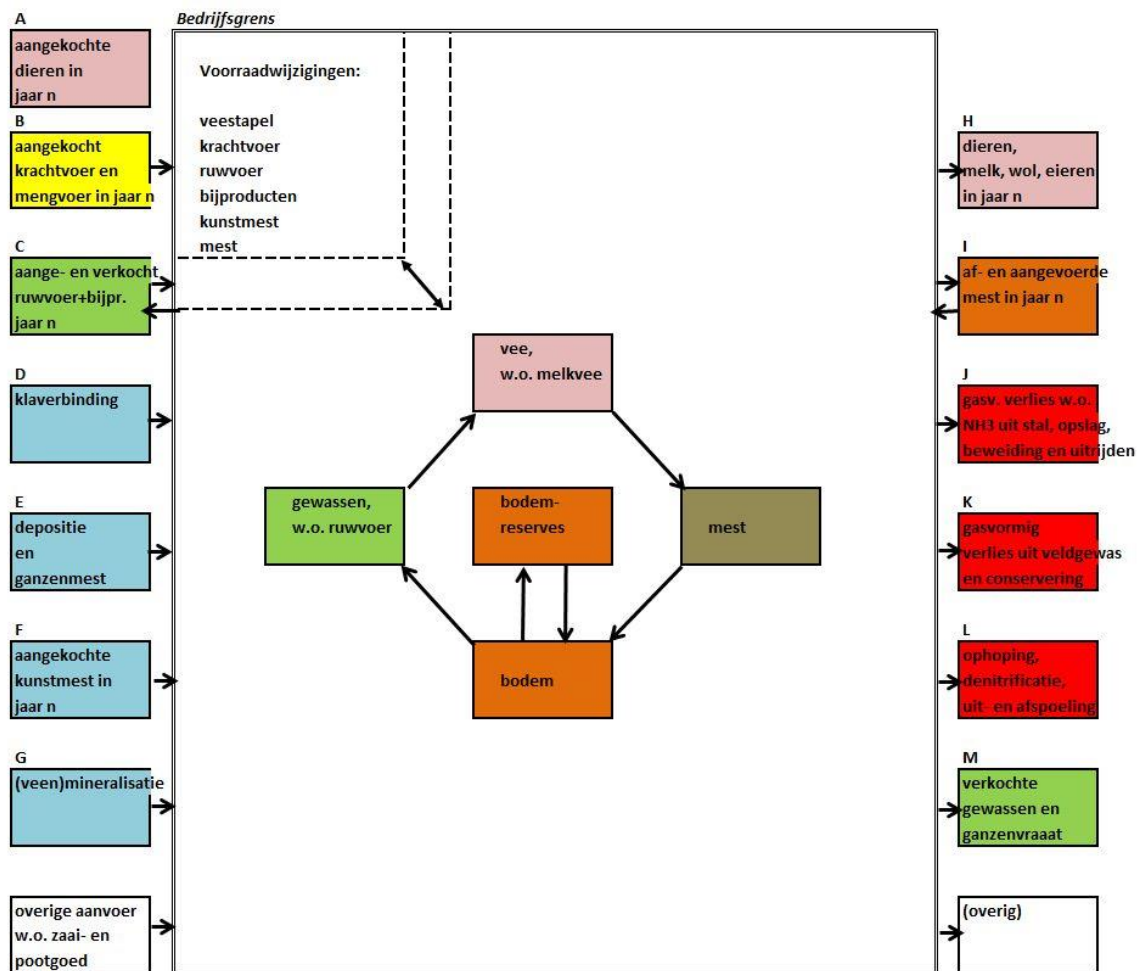 A
Bedrijfsgrens
aangekochte
dieren in
jaar n
Voorraadwijzigingen:
veestapel
krachtvoer
ruwvoer
bijproducten
kunstmest
mest
B
aangekocht
krachtvoer en
mengvoer in jaar n
C
aange- en verkocht
ruwvoer+bijpr.
jaar n
D
klaverbinding
E
depositie
en
ganzenmest
F
aangekochte
kunstmest in
jaar n
G
(veen)mineralisatie
overige aanvoer
w.o. zaai- en
pootgoed
vee,
w.o. melkvee
gewassen,
w.o. ruwvoer
bodem-
reserves
mest
bodem
H
dieren,
melk, wol, eieren
in jaar n
I
af- en aangevoerde
mest in jaar n
J
gasv. verlies w.o.
NH3 uit stal, opslag,
beweiding en uitrijden
K
gasvormig
verlies uit veldgewas
en conservering
L
ophoping,
denitrificatie,
uit- en afspoeling
M
verkochte
gewassen en
ganzenvraaat
(overig)